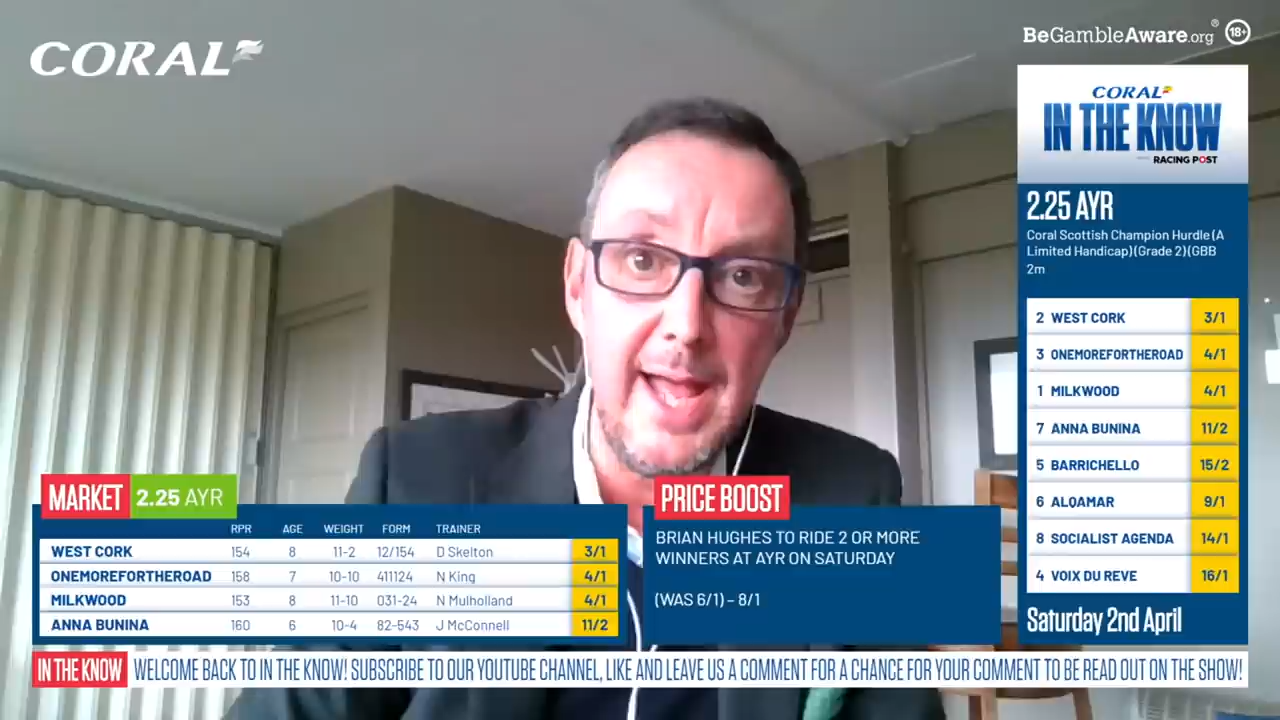 CORAL
BeGambleAware.org® 18+
CORAL
IN THE KNOW
RACING POST
2.25 AYR
Coral Scottish Champion Hurdle (A
Limited Handicap) (Grade 2) (GBB
2m
2 WEST CORK 3/1
3 ONEMOREFORTHEROAD 4/1
1 MILKWOOD 4/1
7 ANNA BUNINA 11/2
5 BARRICHELLO 15/2
6 ALQAMAR 9/1
8 SOCIALIST AGENDA 14/1
4 VOIX DU REVE 16/1
Saturday 2nd April
MARKET 2.25 AYR
RPR AGE WEIGHT FORM TRAINER
WEST CORK 154 8 11-2 12/154 D Skelton 3/1
ONEMOREFORTHEROAD 158 7 10-10 411124 N King 4/1
MILKWOOD 153 8 11-10 031-24 N Mulholland 4/1
ANNA BUNINA 160 6 10-4 82-543 J McConnell 11/2
PRICE BOOST
BRIAN HUGHES TO RIDE 2 OR MORE
WINNERS AT AYR ON SATURDAY
(WAS 6/1) – 8/1
IN THE KNOW WELCOME BACK TO IN THE KNOW! SUBSCRIBE TO OUR YOUTUBE CHANNEL, LIKE AND LEAVE US A COMMENT FOR A CHANCE FOR YOUR COMMENT TO BE READ OUT ON THE SHOW!